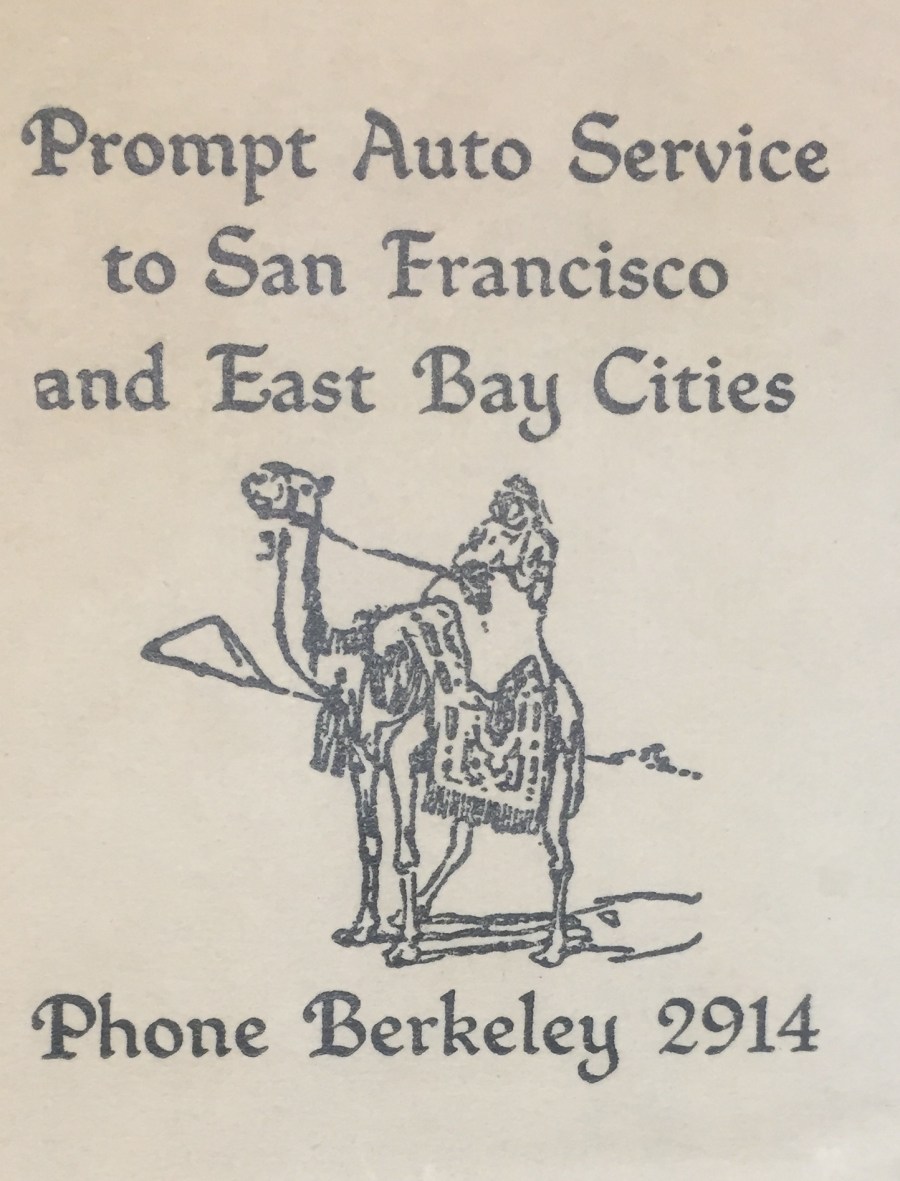 Prompt Auto Service
to San Francisco
and East Bay Cities
Phone Berkeley 2914